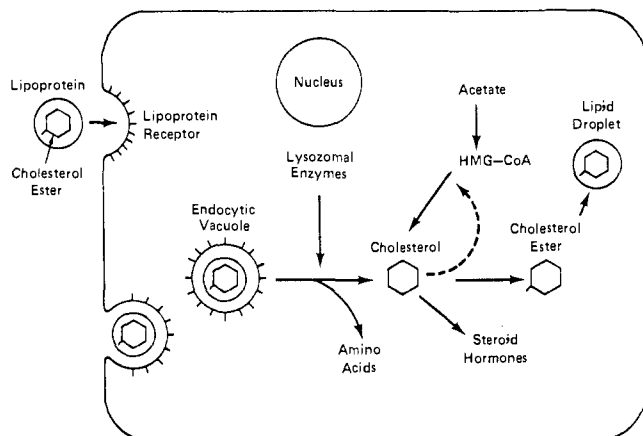 Lipoprotein
Cholesterol
Ester
Lipoprotein
Receptor
Nucleus
Lysozomal
Enzymes
Endocytic
Vacuole
Amino
Acids
Acetate
HMG-CoA
Cholesterol
Steroid
Hormones
Cholesterol
Ester
Lipid
Droplet